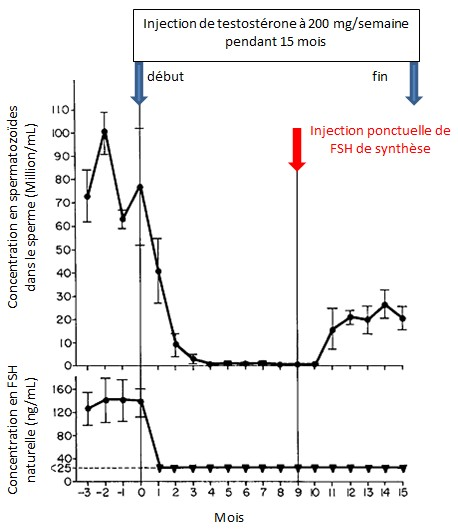 Injection de testostérone à 200 mg/semaine
pendant 15 mois
début
fin
Injection ponctuelle de
FSH de synthèse
Concentration en spermatozoïdes
dans le sperme (Million/mL)
110
100
90
80
70
60
50
40
30
20
10
0
Concentration en FSH
naturelle (ng/mL)
160
120
80
40
<25
0
-3 -2 -1 0 1 2 3 4 5 6 7 8 9 10 11 12 13 14 15
Mois